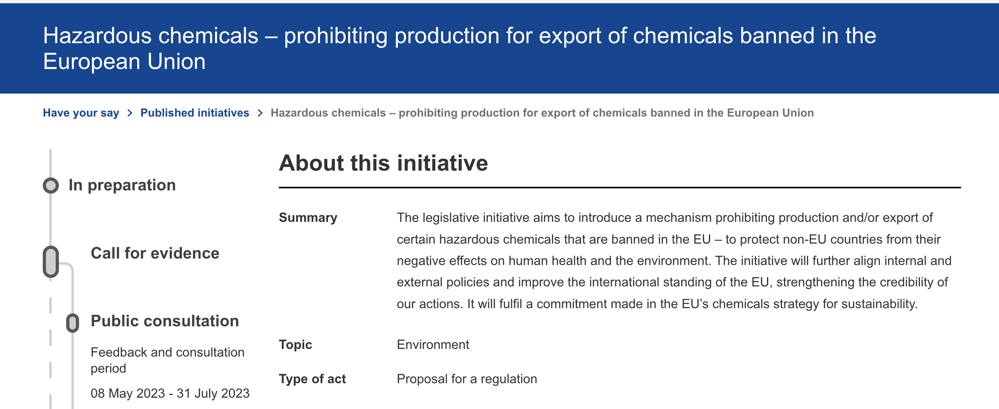 Hazardous chemicals – prohibiting production for export of chemicals banned in the
European Union
Have your say > Published initiatives > Hazardous chemicals – prohibiting production for export of chemicals banned in the European Union
In preparation
Call for evidence
Public consultation
Feedback and consultation
period
08 May 2023 - 31 July 2023
About this initiative
Summary
The legislative initiative aims to introduce a mechanism prohibiting production and/or export of
certain hazardous chemicals that are banned in the EU – to protect non-EU countries from their
negative effects on human health and the environment. The initiative will further align internal and
external policies and improve the international standing of the EU, strengthening the credibility of
our actions. It will fulfil a commitment made in the EU’s chemicals strategy for sustainability.
Topic
Environment
Type of act
Proposal for a regulation